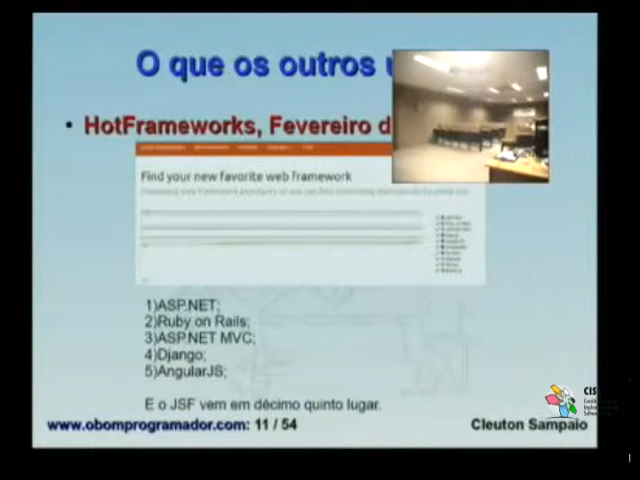 O que os outros
• HotFrameworks, Fevereiro d
Find your new favorite web framework
1)ASP.NET;
2)Ruby on Rails;
3)ASP.NET MVC;
4)Django;
5)AngularJS;
E o JSF vem em décimo quinto lugar.
www.obomprogramador.com: 11 / 54
Cleuton Sampaio
CIS